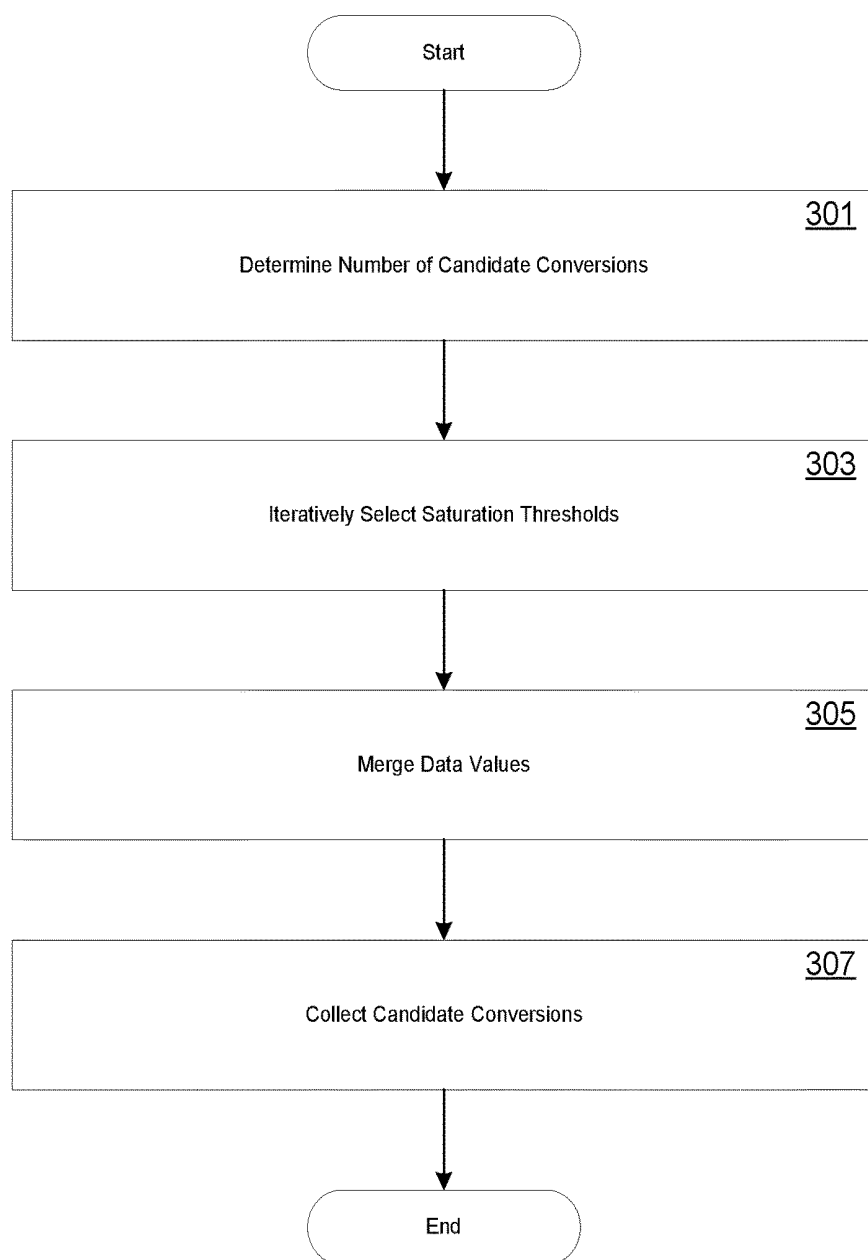 Start
301
Determine Number of Candidate Conversions
303
Iteratively Select Saturation Thresholds
305
Merge Data Values
307
Collect Candidate Conversions
End